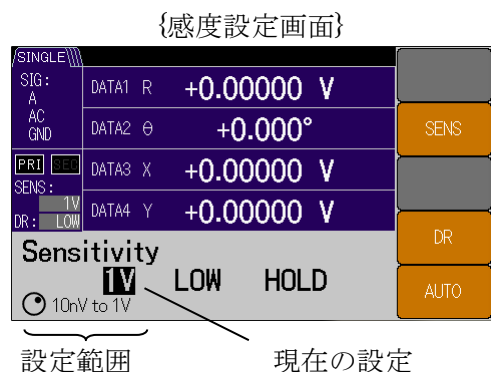 {感度設定画面}
SINGLE
SIG:
A
AC
GND
DATA1 R +0.00000 V
DATA2 θ +0.000°
DATA3 X +0.00000 V
DATA4 Y +0.00000 V
PRI SEC
SENS:
1V
DR: LOW
SENS
DR
AUTO
Sensitivity
1V LOW HOLD
10nV to 1V
設定範囲 現在の設定